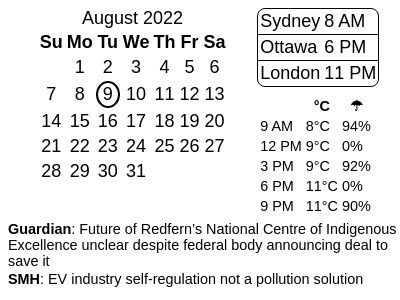 August 2022
Su Mo Tu We Th Fr Sa
1 2 3 4 5 6
7 8 9 10 11 12 13
14 15 16 17 18 19 20
21 22 23 24 25 26 27
28 29 30 31
Sydney 8 AM
Ottawa 6 PM
London 11 PM
°C ☂
9 AM 8°C 94%
12 PM 9°C 0%
3 PM 9°C 92%
6 PM 11°C 0%
9 PM 11°C 90%
Guardian: Future of Redfern’s National Centre of Indigenous
Excellence unclear despite federal body announcing deal to
save it
SMH: EV industry self-regulation not a pollution solution